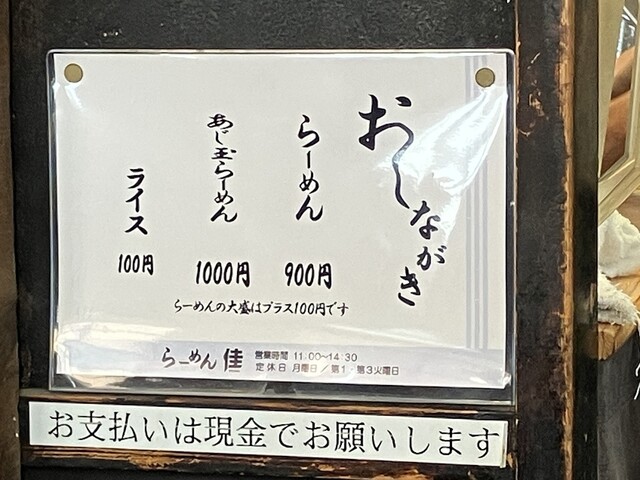 おしながき
らーめん 900円
あじ玉らーめん 1000円
ライス 100円
らーめんの大盛はプラス100円です
らーめん 佳
営業時間 11:00~14:30
定休日 月曜日/第1・第3火曜日
お支払いは現金でお願いします